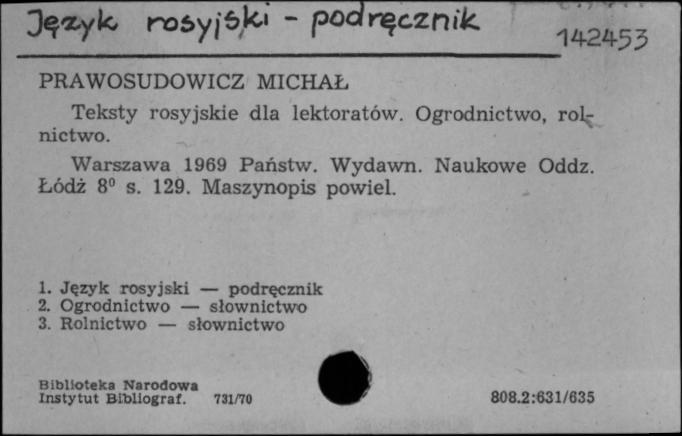 Język rosyjski - podręcznik
142453
PRAWOSUDOWICZ MICHAŁ
Teksty rosyjskie dla lektoratów. Ogrodnictwo, rol-
nictwo.
Warszawa 1969 Państw. Wydawn. Naukowe Oddz.
Łódź 8⁰ s. 129. Maszynopis powiel.
1. Język rosyjski — podręcznik
2. Ogrodnictwo — słownictwo
3. Rolnictwo — słownictwo
Biblioteka Narodowa
Instytut Bibliograf. 731/70
808.2:631/635